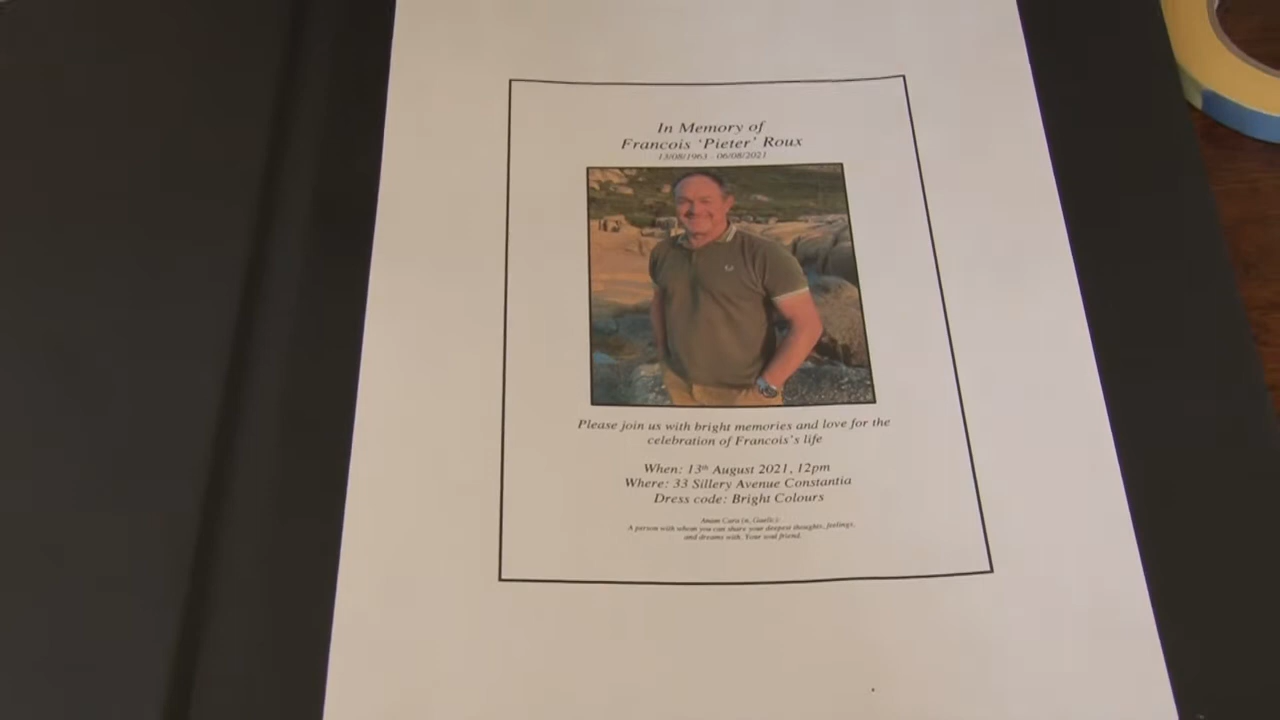 In Memory of
Francois 'Pieter' Roux
13/08/1963 - 06/08/2021
Please join us with bright memories and love for the
celebration of Francois's life
When: 13th August 2021, 12pm
Where: 33 Sillery Avenue Constantia
Dress code: Bright Colours
Anam Cara (n, Gaelic):
A person with whom you can share your deepest thoughts, feelings,
and dreams with. Your soul friend.